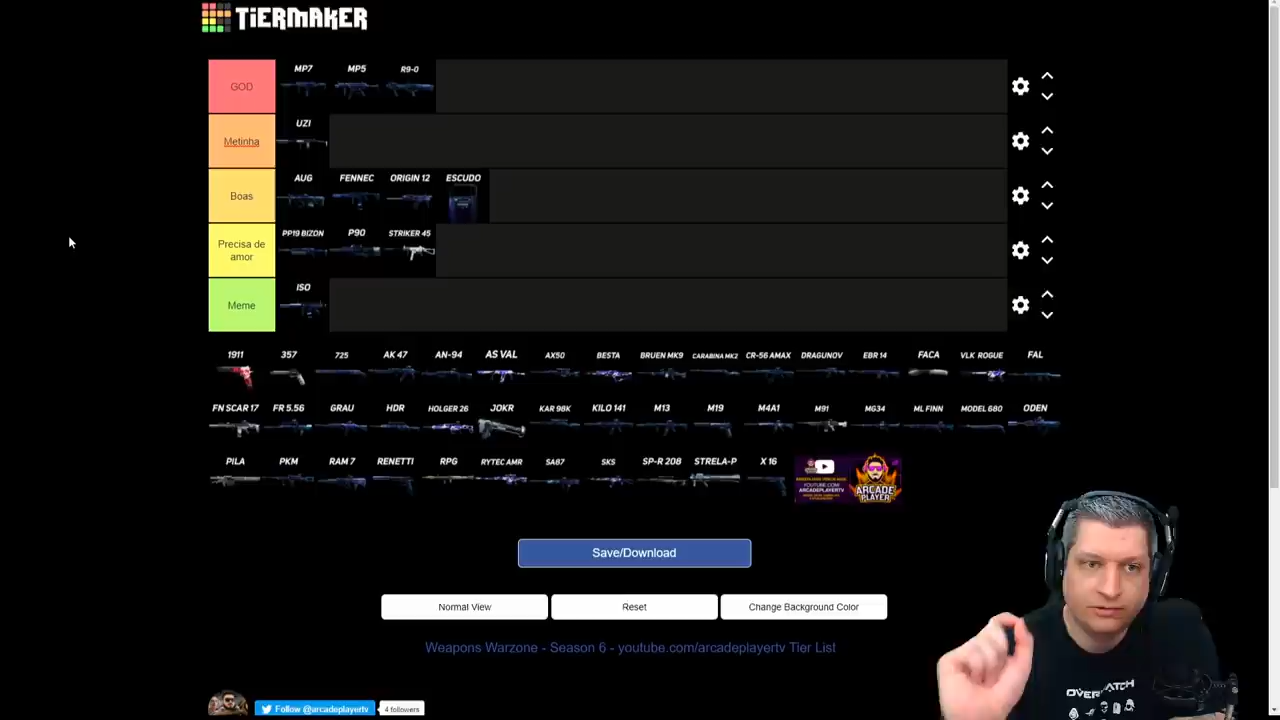 TiERMAKER
GOD
MP7 MP5 R9-0
Metinha
UZI
Boas
AUG FENNEC ORIGIN 12 ESCUDO
Precisa de
amor
PP19 BIZON P90 STRIKER 45
Meme
ISO
1911 357 725 AK 47 AN-94 AS VAL AX50 BESTA BRUEN MK9 CARABINA MK2 CR-56 AMAX DRAGUNOV EBR 14 FACA VLK ROGUE FAL
FN SCAR 17 FR 5.56 GRAU HDR HOLGER 26 JOKR KAR 98K KILO 141 M13 M19 M4A1 M91 MG34 ML FINN MODEL 680 ODEN
PILA PKM RAM 7 RENETTI RPG RYTEC AMR SA87 SKS SP-R 208 STRELA-P X 16
YOUTUBE.COM/
ARCADEPLAYERTV
ARCADE
PLAYER
Save/Download
Normal View Reset Change Background Color
Weapons Warzone - Season 6 - youtube.com/arcadeplayertv Tier List
Follow @arcadeplayertv 4 followers
OVERWATCH